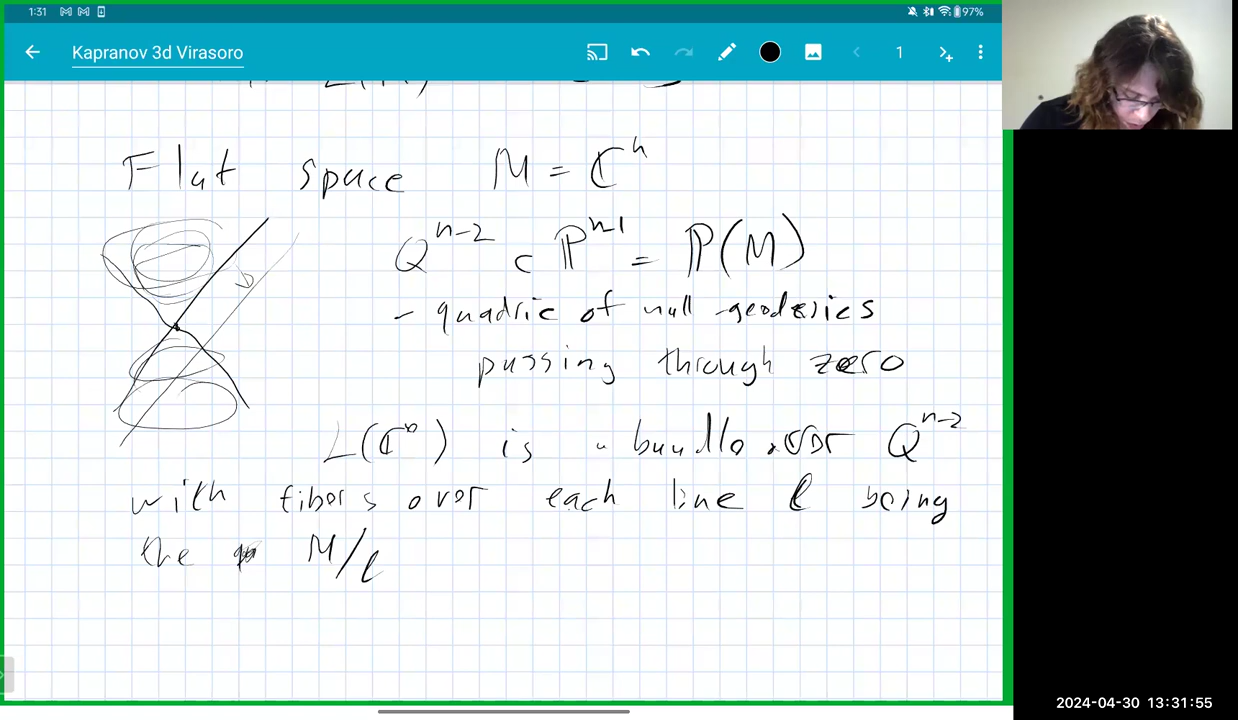 1:31
97%
Kapranov 3d Virasoro
1
Flat space M = ℂⁿ
Qⁿ⁻² ⊂ ℙⁿ⁻¹ = ℙ(M)
- quadric of null-geodesics
passing through zero
L(ℂⁿ) is a bundle over Qⁿ⁻²
with fibers over each line ℓ being
the M/ℓ
2024-04-30 13:31:55